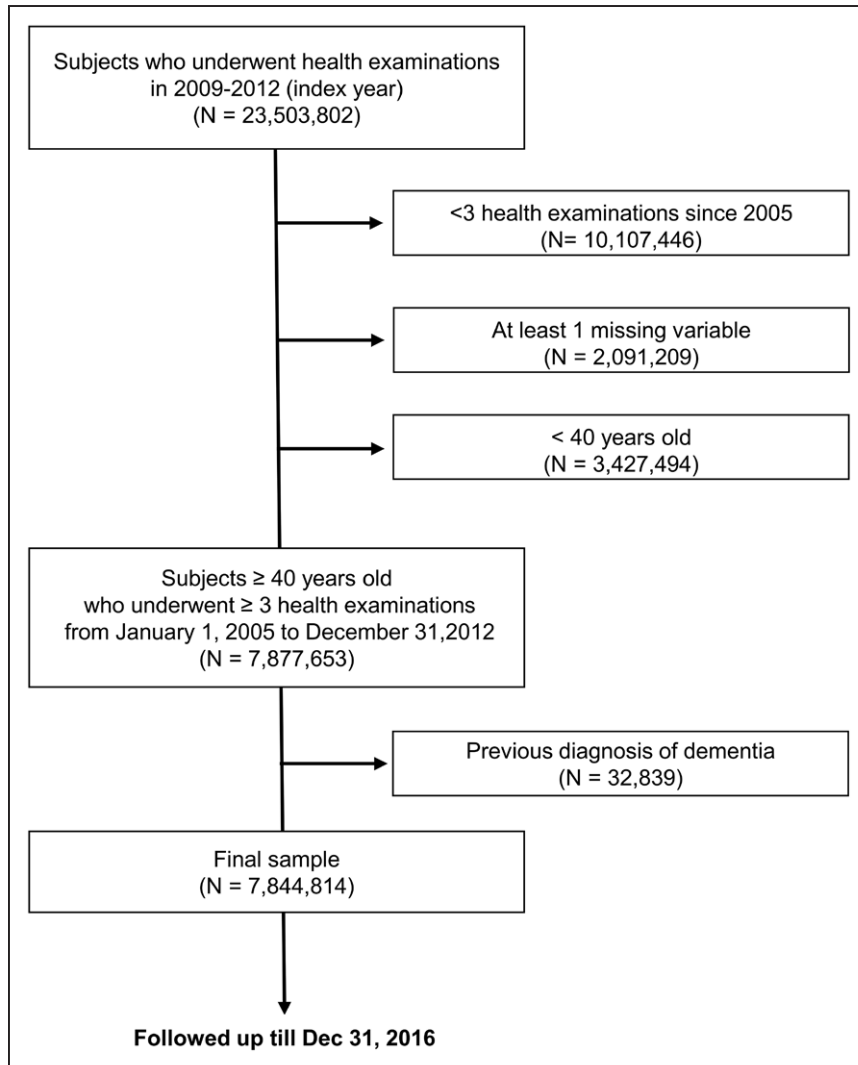 Subjects who underwent health examinations
in 2009-2012 (index year)
(N = 23,503,802)
<3 health examinations since 2005
(N= 10,107,446)
At least 1 missing variable
(N = 2,091,209)
< 40 years old
(N = 3,427,494)
Subjects ≥ 40 years old
who underwent ≥ 3 health examinations
from January 1, 2005 to December 31,2012
(N = 7,877,653)
Previous diagnosis of dementia
(N = 32,839)
Final sample
(N = 7,844,814)
Followed up till Dec 31, 2016